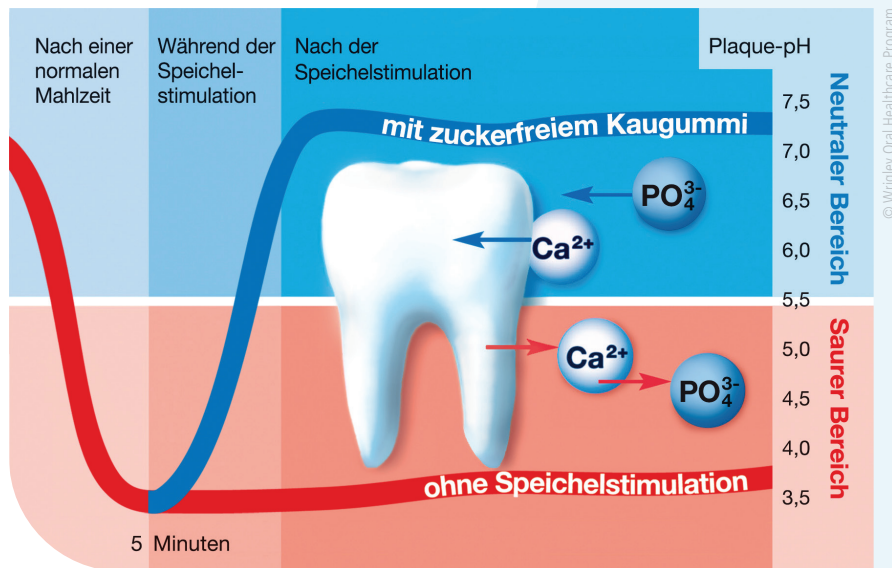 Nach einer
normalen
Mahlzeit
Während der
Speichel-
stimulation
Nach der
Speichelstimulation
Plaque-pH
mit zuckerfreiem Kaugummi
PO₄³⁻
Ca²⁺
Ca²⁺
PO₄³⁻
ohne Speichelstimulation
7,5
7,0
6,5
6,0
5,5
5,0
4,5
4,0
3,5
Neutraler Bereich
Saurer Bereich
5 Minuten
© Wrigley Oral Healthcare Program